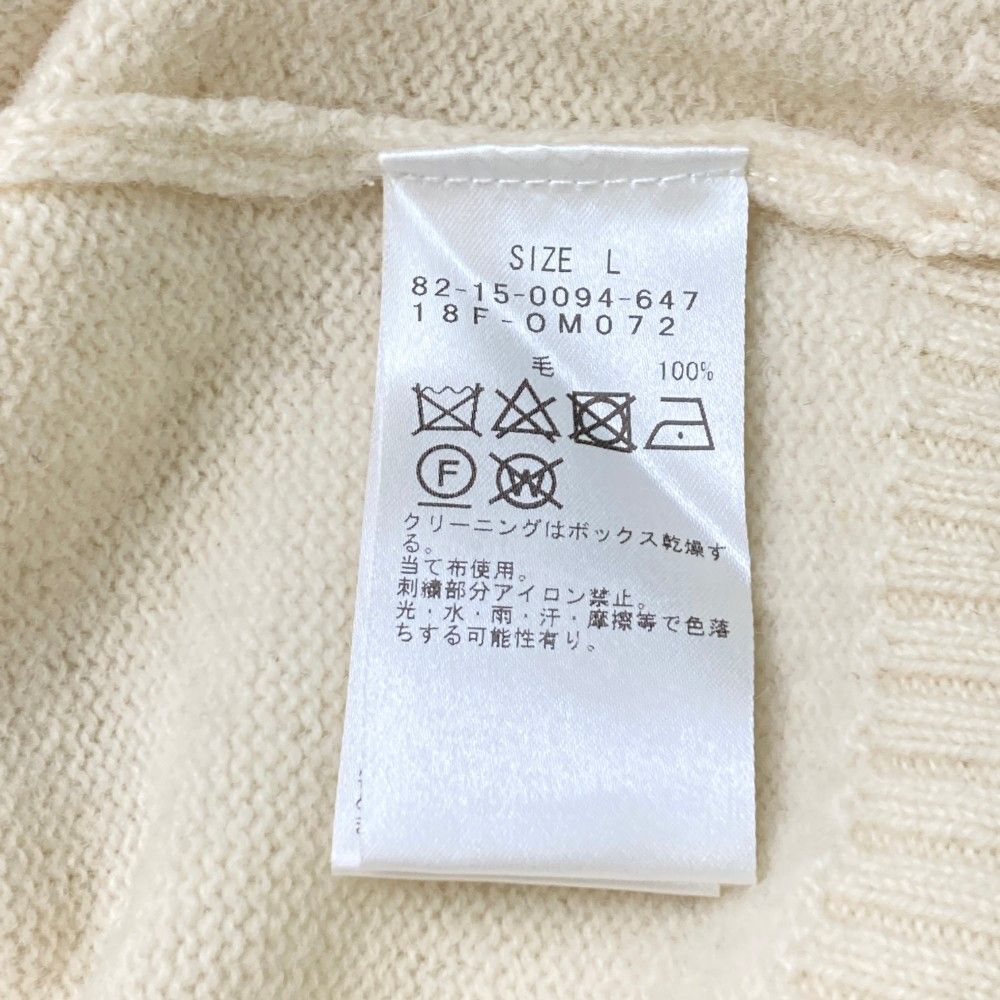 SIZE L
82-15-0094-647
18F-OM072
毛 100%
F
W
クリーニングはボックス乾燥す
る。
当て布使用。
刺繍部分アイロン禁止。
光・水・雨・汗・摩擦等で色落
ちする可能性有り。